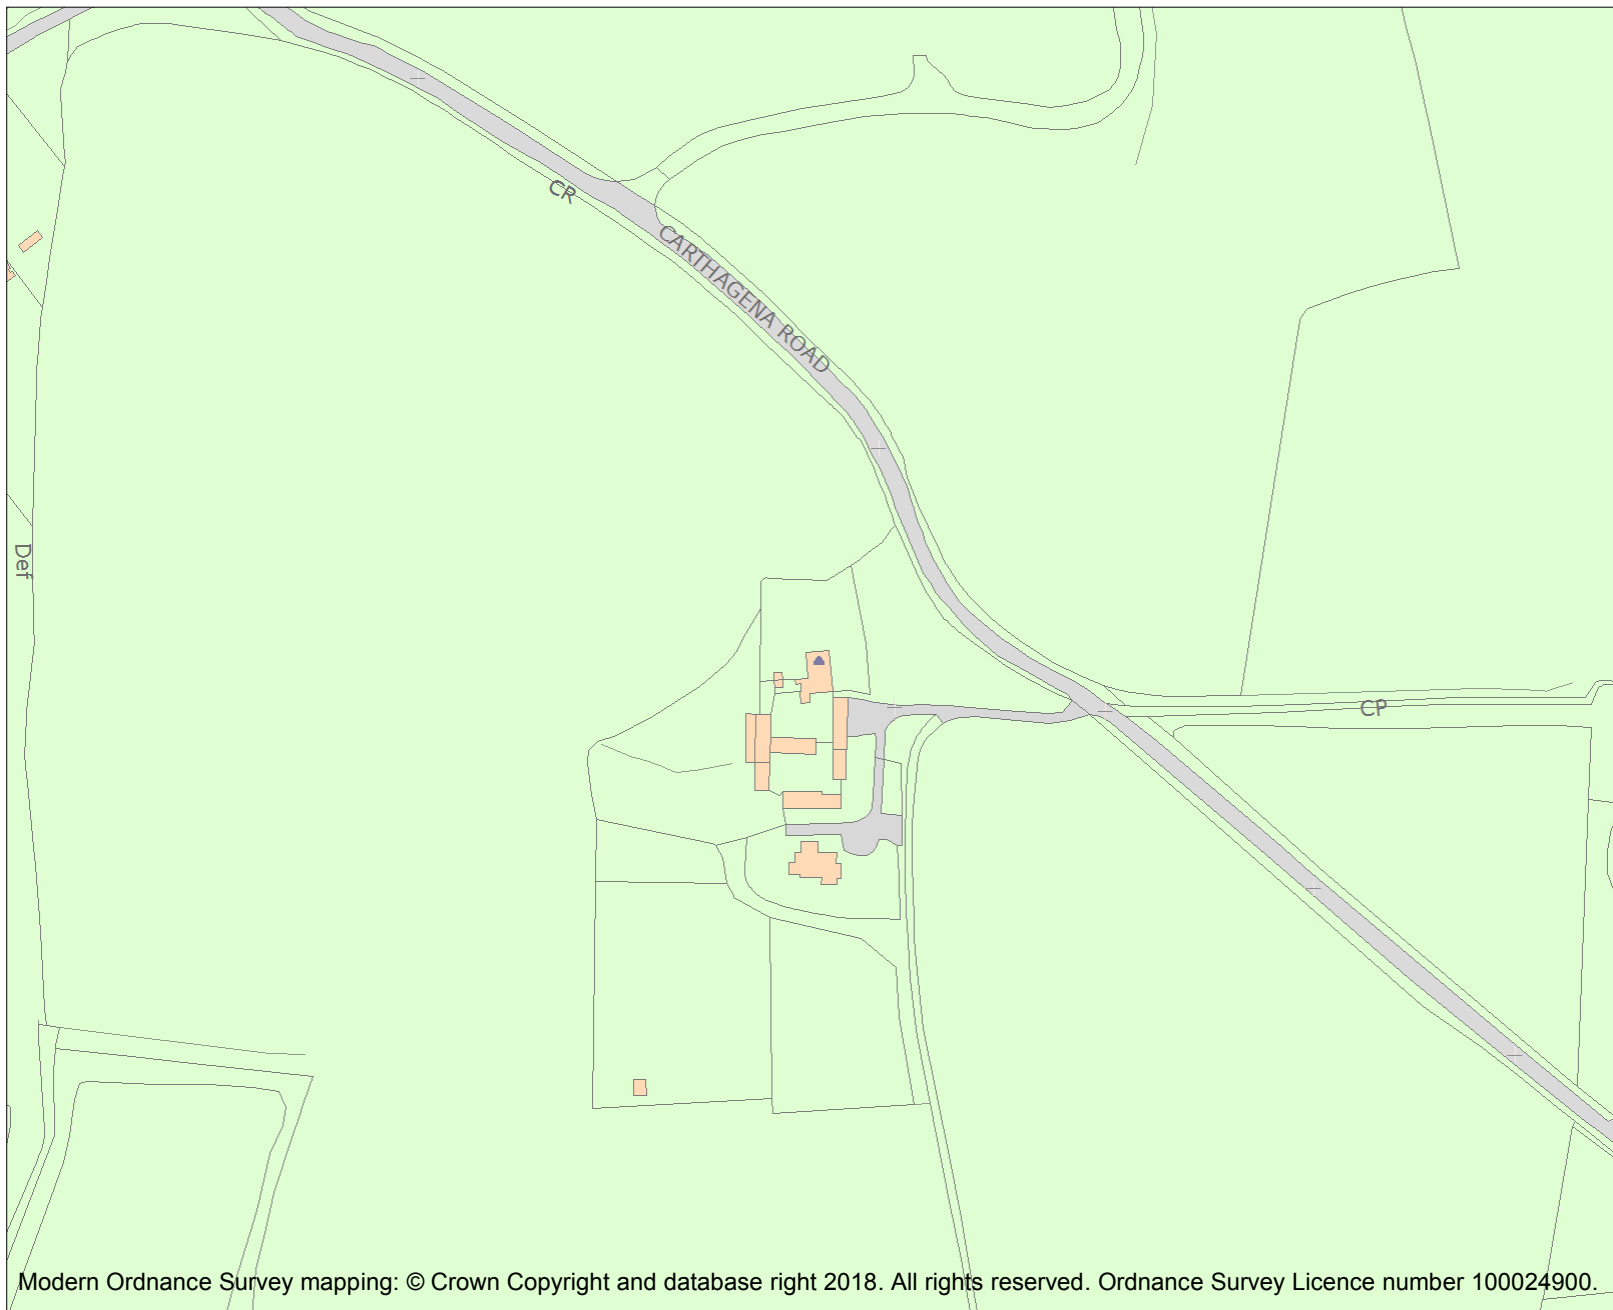 CR
CARTHAGENA ROAD
Def
CP
Modern Ordnance Survey mapping: © Crown Copyright and database right 2018. All rights reserved. Ordnance Survey Licence number 100024900.